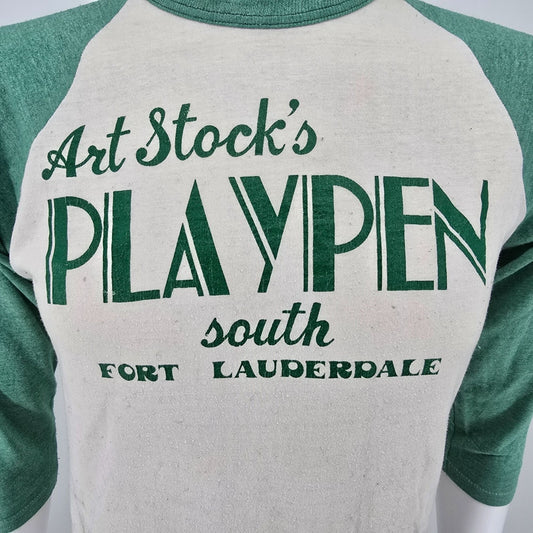 Art Stock's
PLAYPEN
south
FORT LAUDERDALE